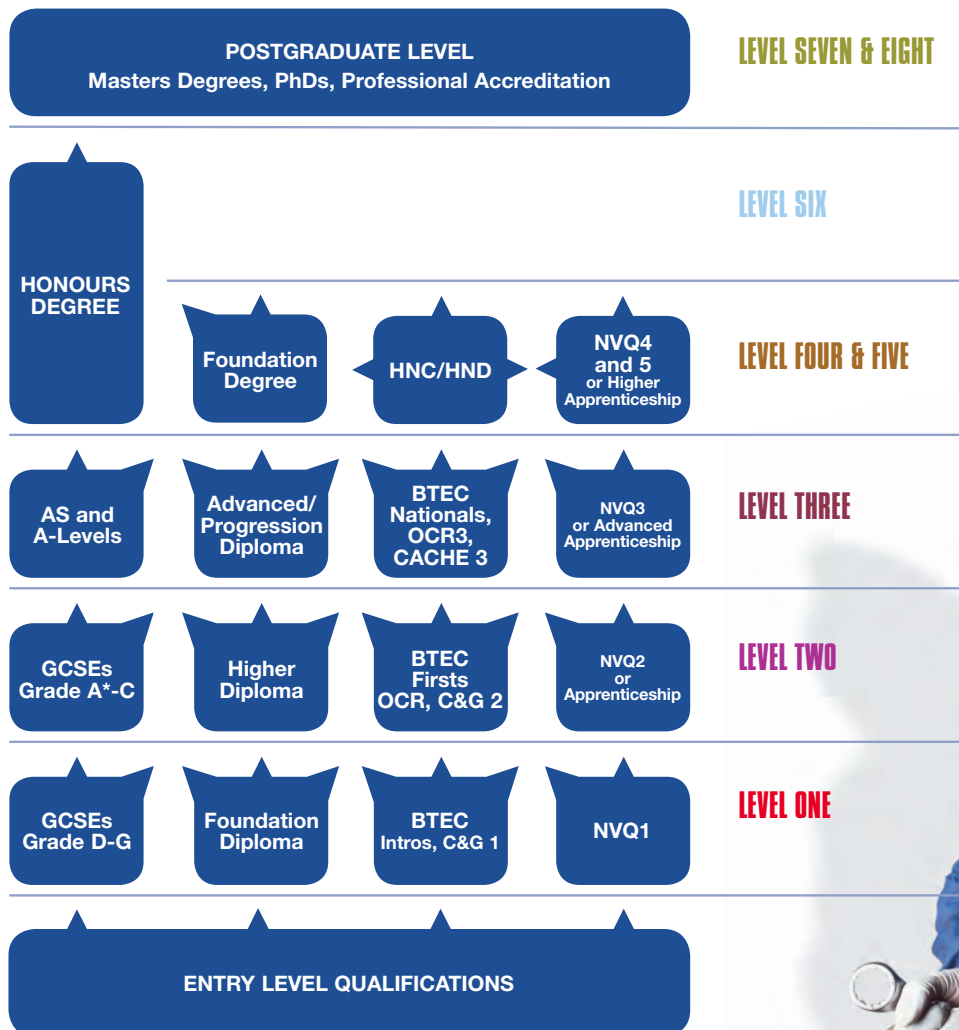 POSTGRADUATE LEVEL
Masters Degrees, PhDs, Professional Accreditation
LEVEL SEVEN & EIGHT
LEVEL SIX
HONOURS
DEGREE
Foundation
Degree
HNC/HND
NVQ4
and 5
or Higher
Apprenticeship
LEVEL FOUR & FIVE
AS and
A-Levels
Advanced/
Progression
Diploma
BTEC
Nationals,
OCR3,
CACHE 3
NVQ3
or Advanced
Apprenticeship
LEVEL THREE
GCSEs
Grade A*-C
Higher
Diploma
BTEC
Firsts
OCR, C&G 2
NVQ2
or
Apprenticeship
LEVEL TWO
GCSEs
Grade D-G
Foundation
Diploma
BTEC
Intros, C&G 1
NVQ1
LEVEL ONE
ENTRY LEVEL QUALIFICATIONS